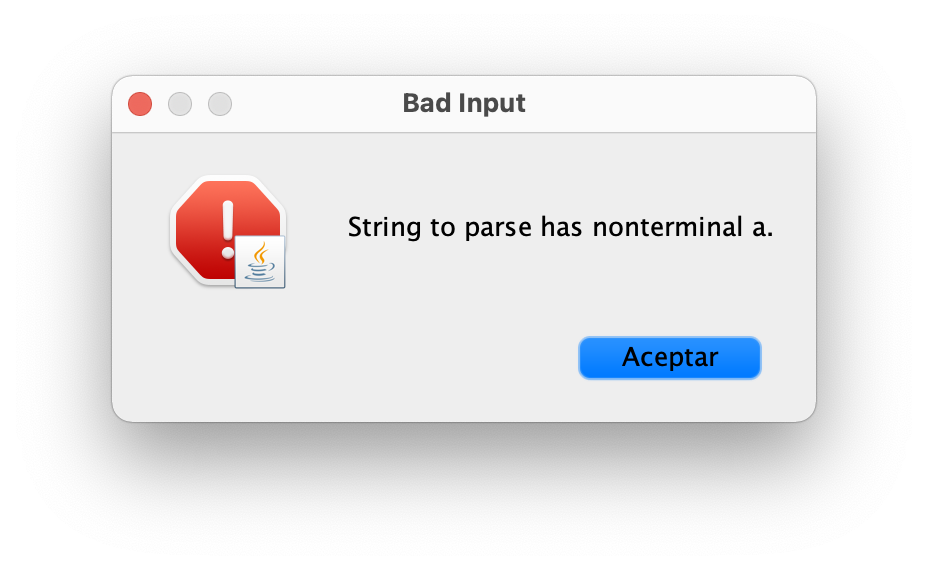 Bad Input
String to parse has nonterminal a.
Aceptar